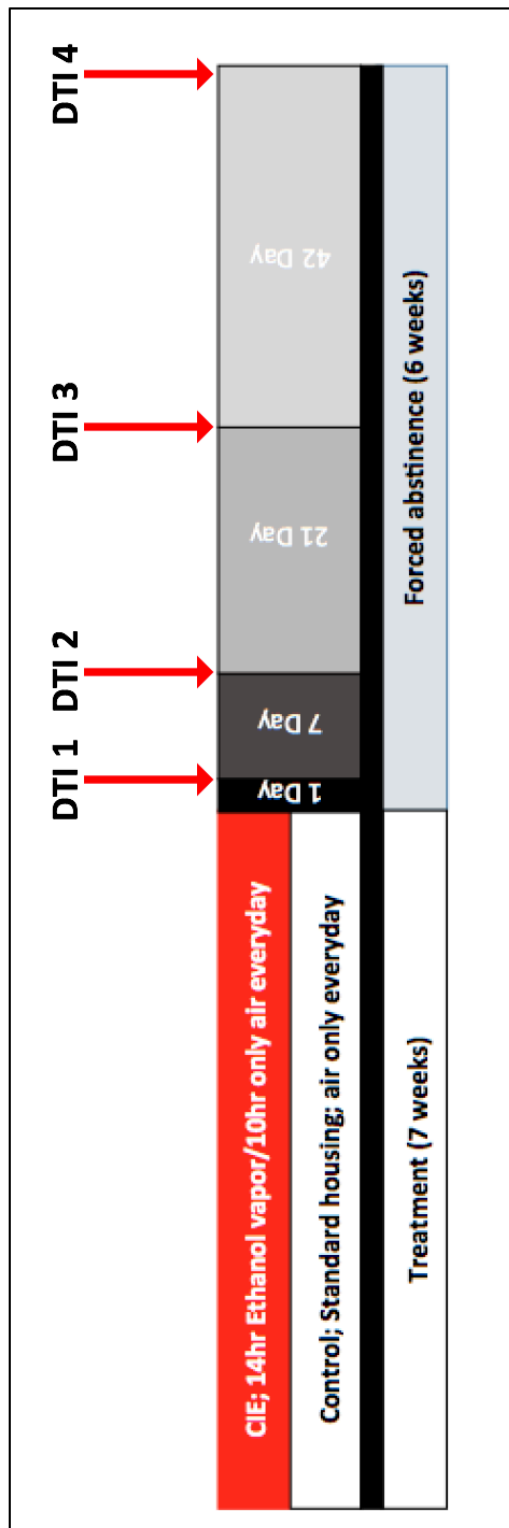 DTI 1
DTI 2
DTI 3
DTI 4
CIE; 14hr Ethanol vapor/10hr only air everyday
Control; Standard housing; air only everyday
1 Day
7 Day
21 Day
42 Day
Treatment (7 weeks)
Forced abstinence (6 weeks)